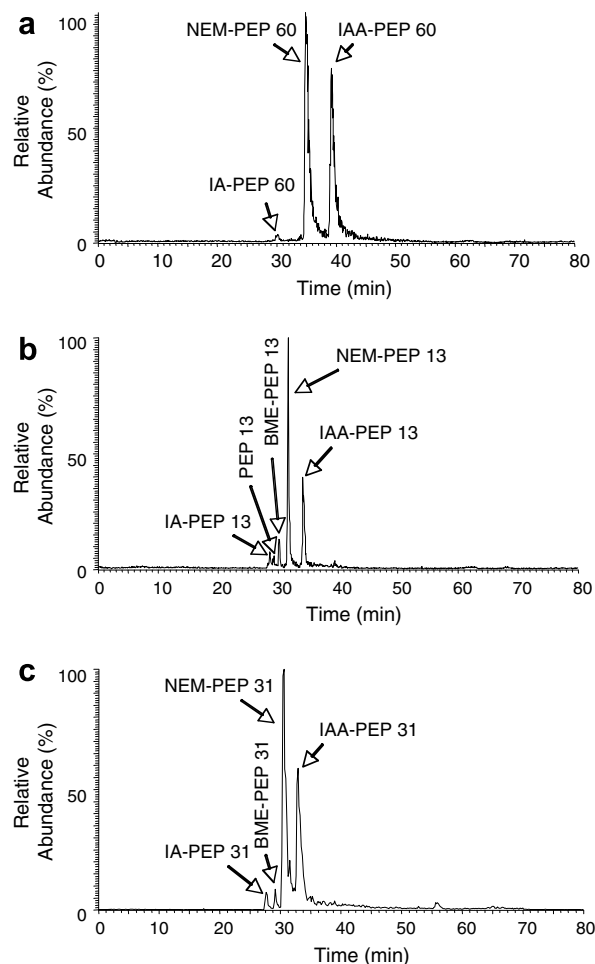 a
100
NEM-PEP 60
IAA-PEP 60
Relative
Abundance (%)
50
IA-PEP 60
0
0 10 20 30 40 50 60 70 80
Time (min)
b
100
NEM-PEP 13
BME-PEP 13
PEP 13
IAA-PEP 13
Relative
Abundance (%)
50
IA-PEP 13
0
0 10 20 30 40 50 60 70 80
Time (min)
c
100
NEM-PEP 31
IAA-PEP 31
BME-PEP 31
Relative
Abundance (%)
50
IA-PEP 31
0
0 10 20 30 40 50 60 70 80
Time (min)